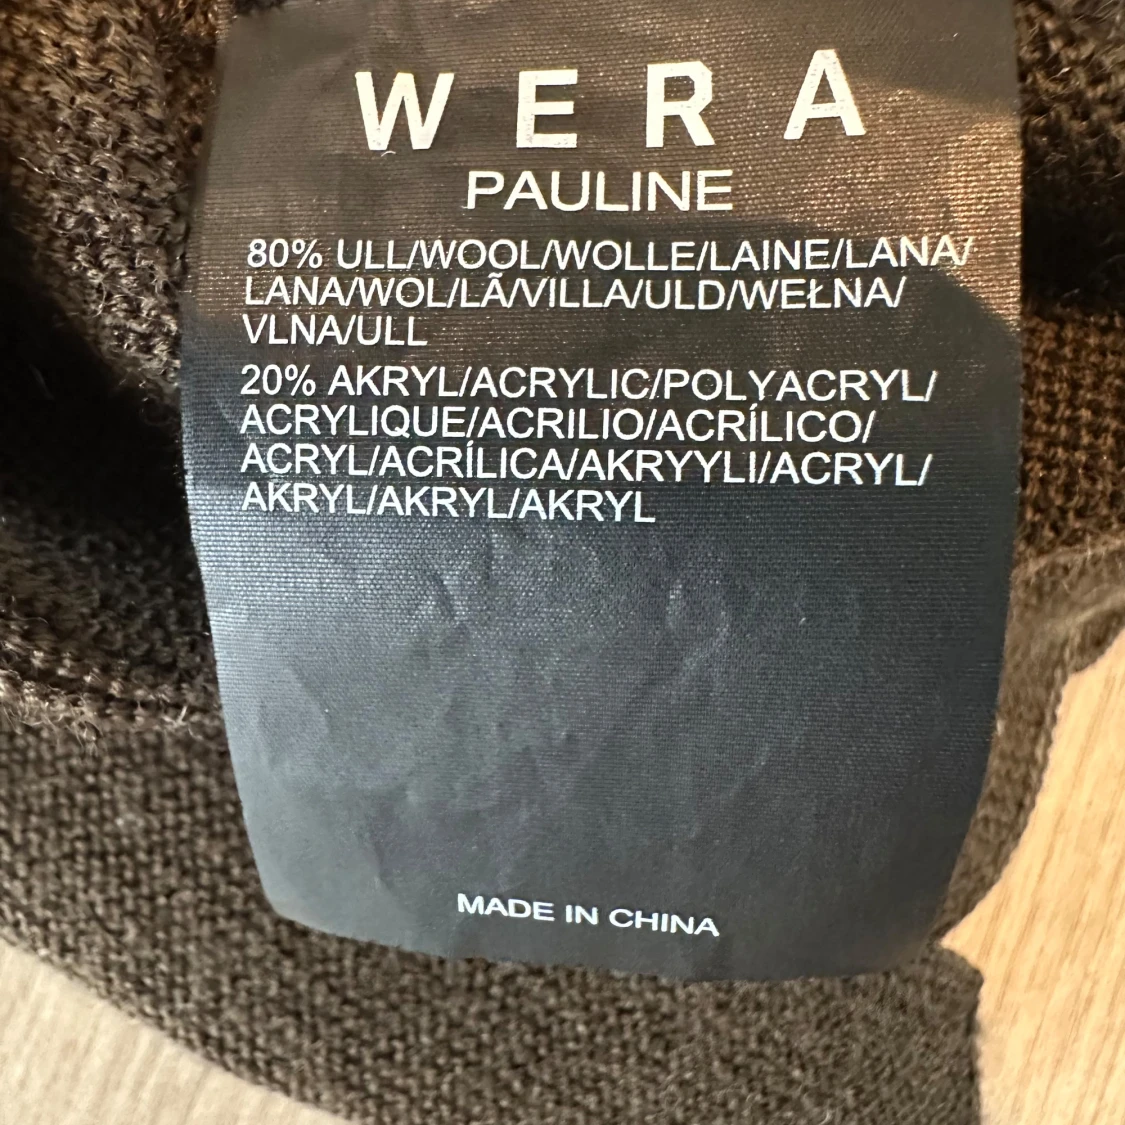 WERA
PAULINE
80% ULL/WOOL/WOLLE/LAINE/LANA/
LANA/WOL/LÃ/VILLA/ULD/WEŁNA/
VLNA/ULL
20% AKRYL/ACRYLIC/POLYACRYL/
ACRYLIQUE/ACRILIO/ACRÍLICO/
ACRYL/ACRÍLICA/AKRYYLI/ACRYL/
AKRYL/AKRYL/AKRYL
MADE IN CHINA